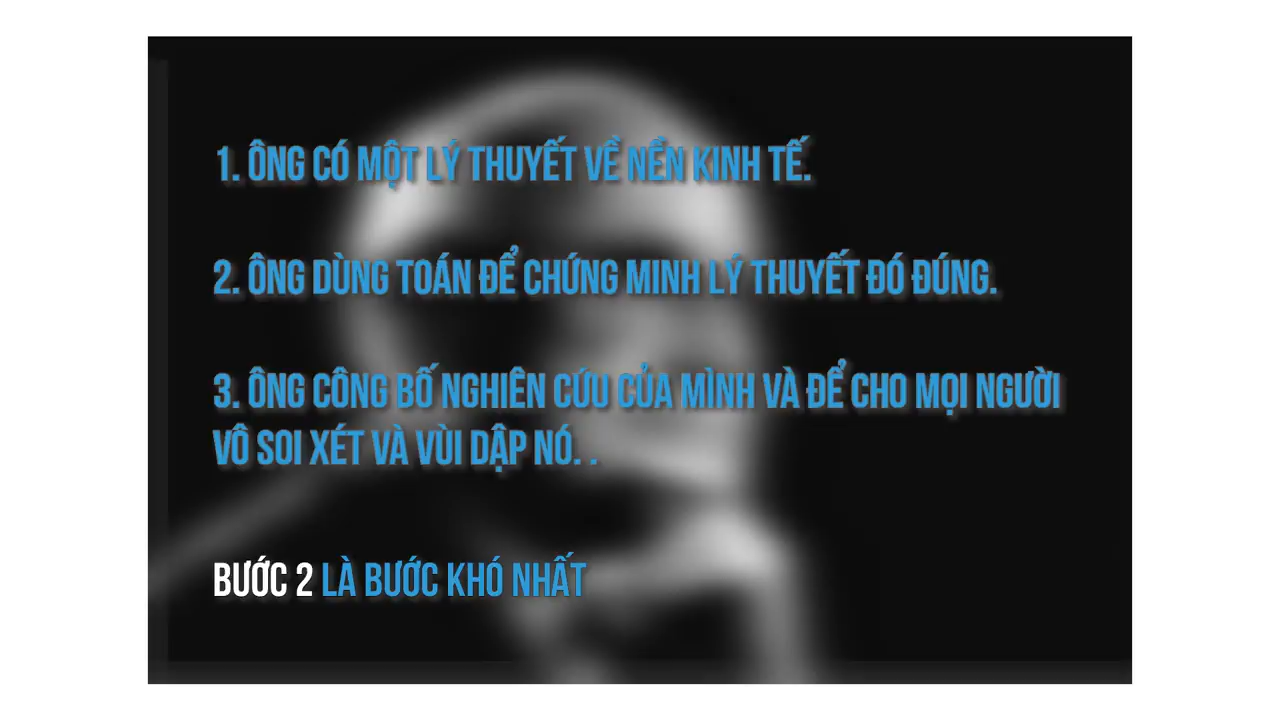 1. ÔNG CÓ MỘT LÝ THUYẾT VỀ NỀN KINH TẾ.
2. ÔNG DÙNG TOÁN ĐỂ CHỨNG MINH LÝ THUYẾT ĐÓ ĐÚNG.
3. ÔNG CÔNG BỐ NGHIÊN CỨU CỦA MÌNH VÀ ĐỂ CHO MỌI NGƯỜI
VÔ SOI XÉT VÀ VÙI DẬP NÓ. .
BƯỚC 2 LÀ BƯỚC KHÓ NHẤT